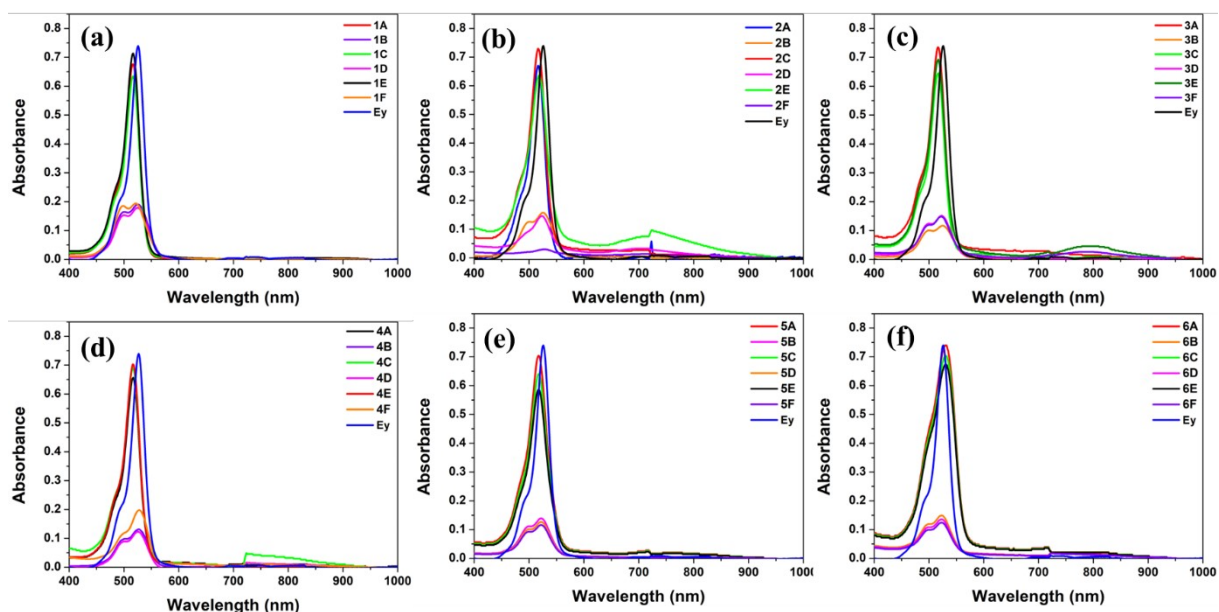 (a)
1A
1B
1C
1D
1E
1F
Ey
Absorbance
0.8
0.7
0.6
0.5
0.4
0.3
0.2
0.1
0.0
400 500 600 700 800 900 1000
Wavelength (nm)
(b)
2A
2B
2C
2D
2E
2F
Ey
Absorbance
0.8
0.7
0.6
0.5
0.4
0.3
0.2
0.1
0.0
400 500 600 700 800 900 1000
Wavelength (nm)
(c)
3A
3B
3C
3D
3E
3F
Ey
Absorbance
0.8
0.7
0.6
0.5
0.4
0.3
0.2
0.1
0.0
400 500 600 700 800 900 1000
Wavelength (nm)
(d)
4A
4B
4C
4D
4E
4F
Ey
Absorbance
0.8
0.7
0.6
0.5
0.4
0.3
0.2
0.1
0.0
400 500 600 700 800 900 1000
Wavelength (nm)
(e)
5A
5B
5C
5D
5E
5F
Ey
Absorbance
0.8
0.7
0.6
0.5
0.4
0.3
0.2
0.1
0.0
400 500 600 700 800 900 1000
Wavelength (nm)
(f)
6A
6B
6C
6D
6E
6F
Ey
Absorbance
0.8
0.7
0.6
0.5
0.4
0.3
0.2
0.1
0.0
400 500 600 700 800 900 1000
Wavelength (nm)